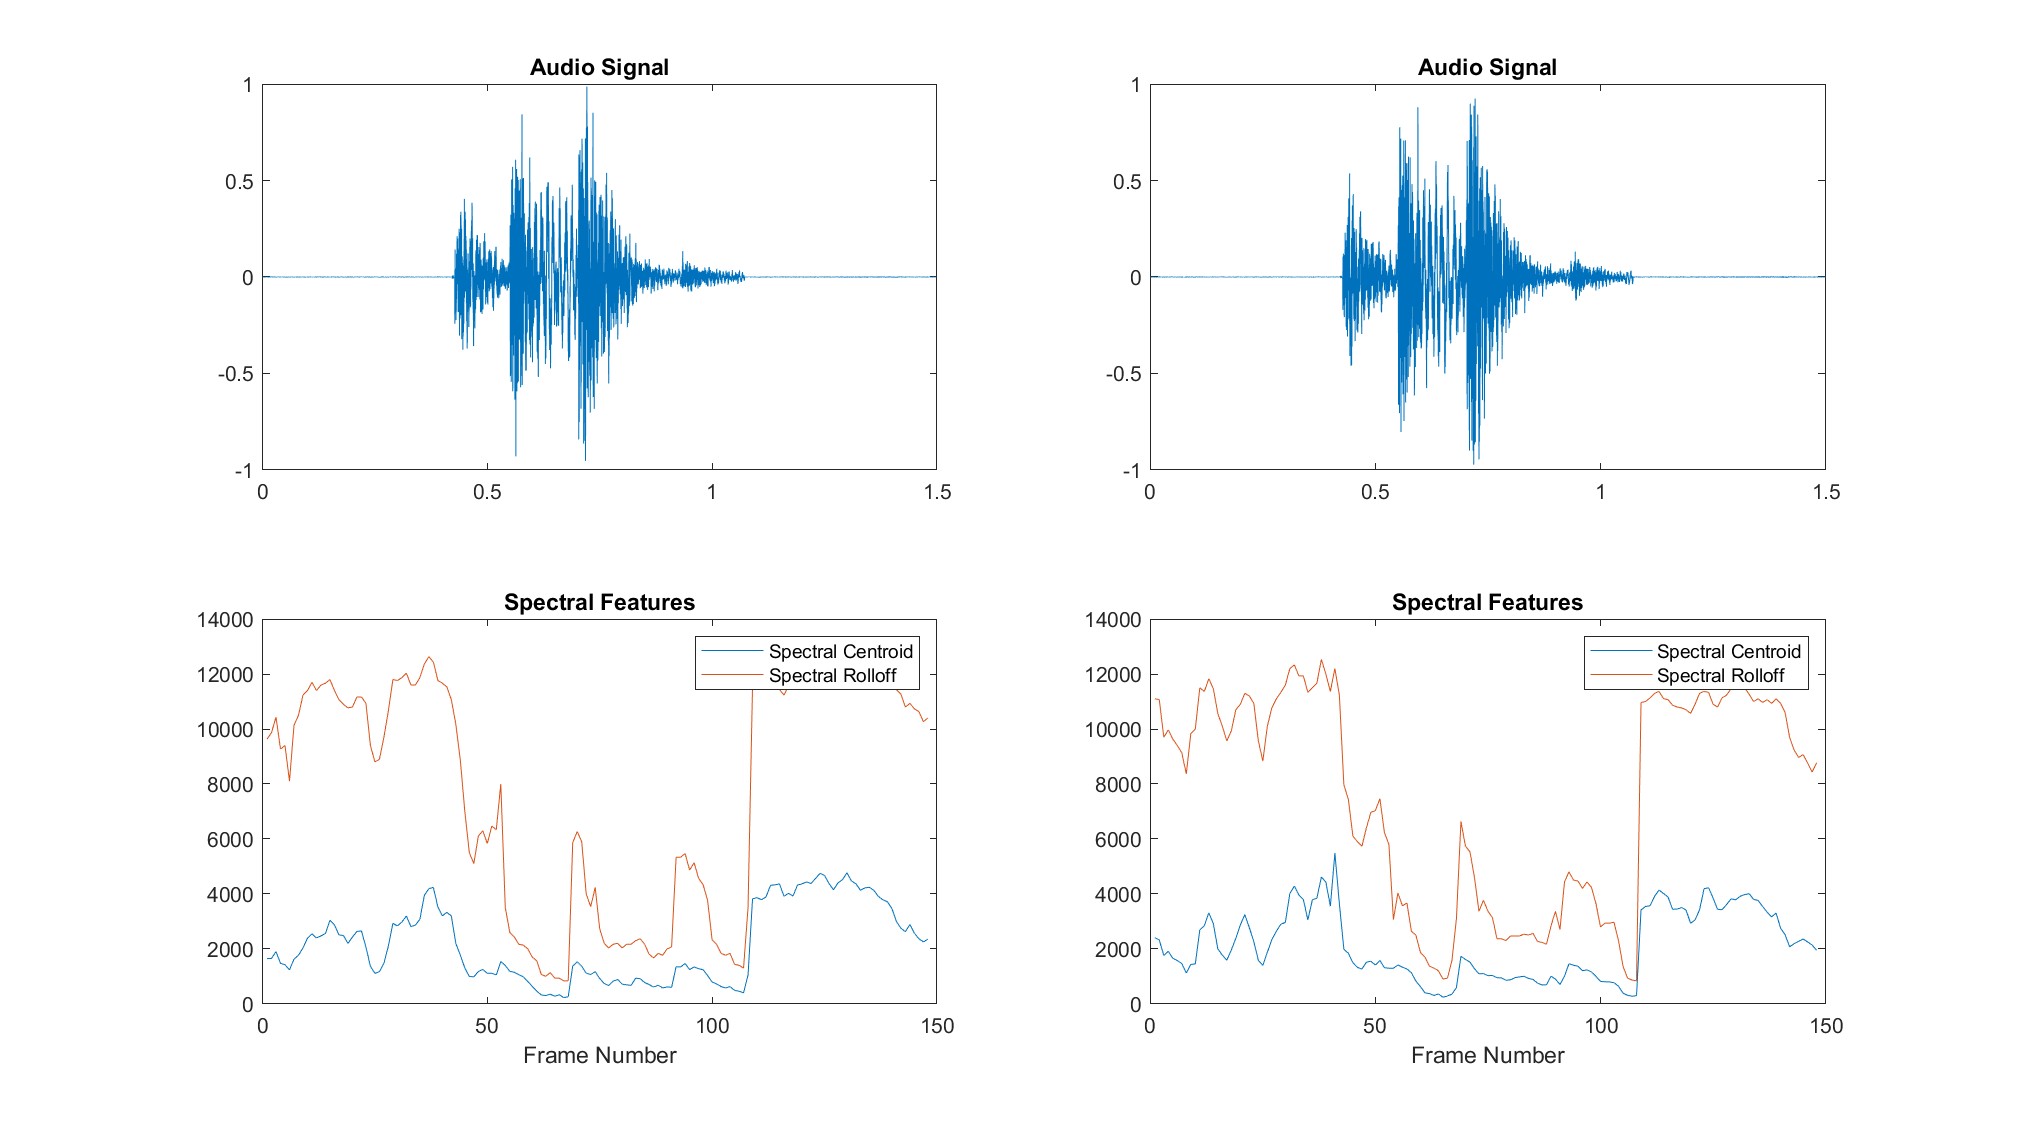 Audio Signal
1
0.5
0
-0.5
-1
0 0.5 1 1.5
Audio Signal
1
0.5
0
-0.5
-1
0 0.5 1 1.5
Spectral Features
14000
12000
10000
8000
6000
4000
2000
0
Spectral Centroid
Spectral Rolloff
0 50 100 150
Frame Number
Spectral Features
14000
12000
10000
8000
6000
4000
2000
0
Spectral Centroid
Spectral Rolloff
0 50 100 150
Frame Number